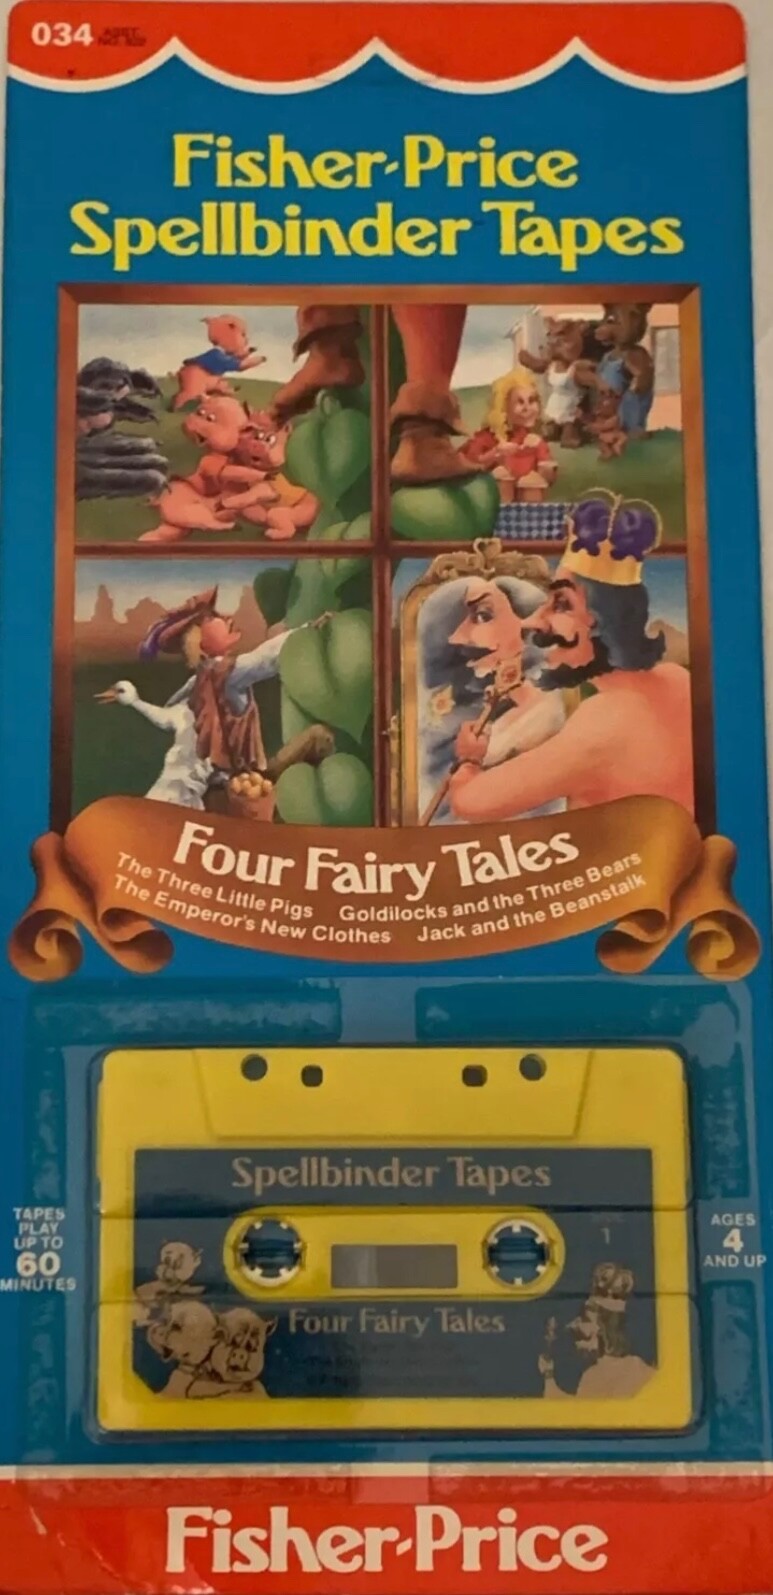 034
Fisher-Price
Spellbinder Tapes
Four Fairy Tales
The Three Little Pigs Goldilocks and the Three Bears
The Emperor's New Clothes Jack and the Beanstalk
Spellbinder Tapes
TAPES
PLAY
UP TO
60
MINUTES
1
AGES
4
AND UP
Four Fairy Tales
Fisher-Price